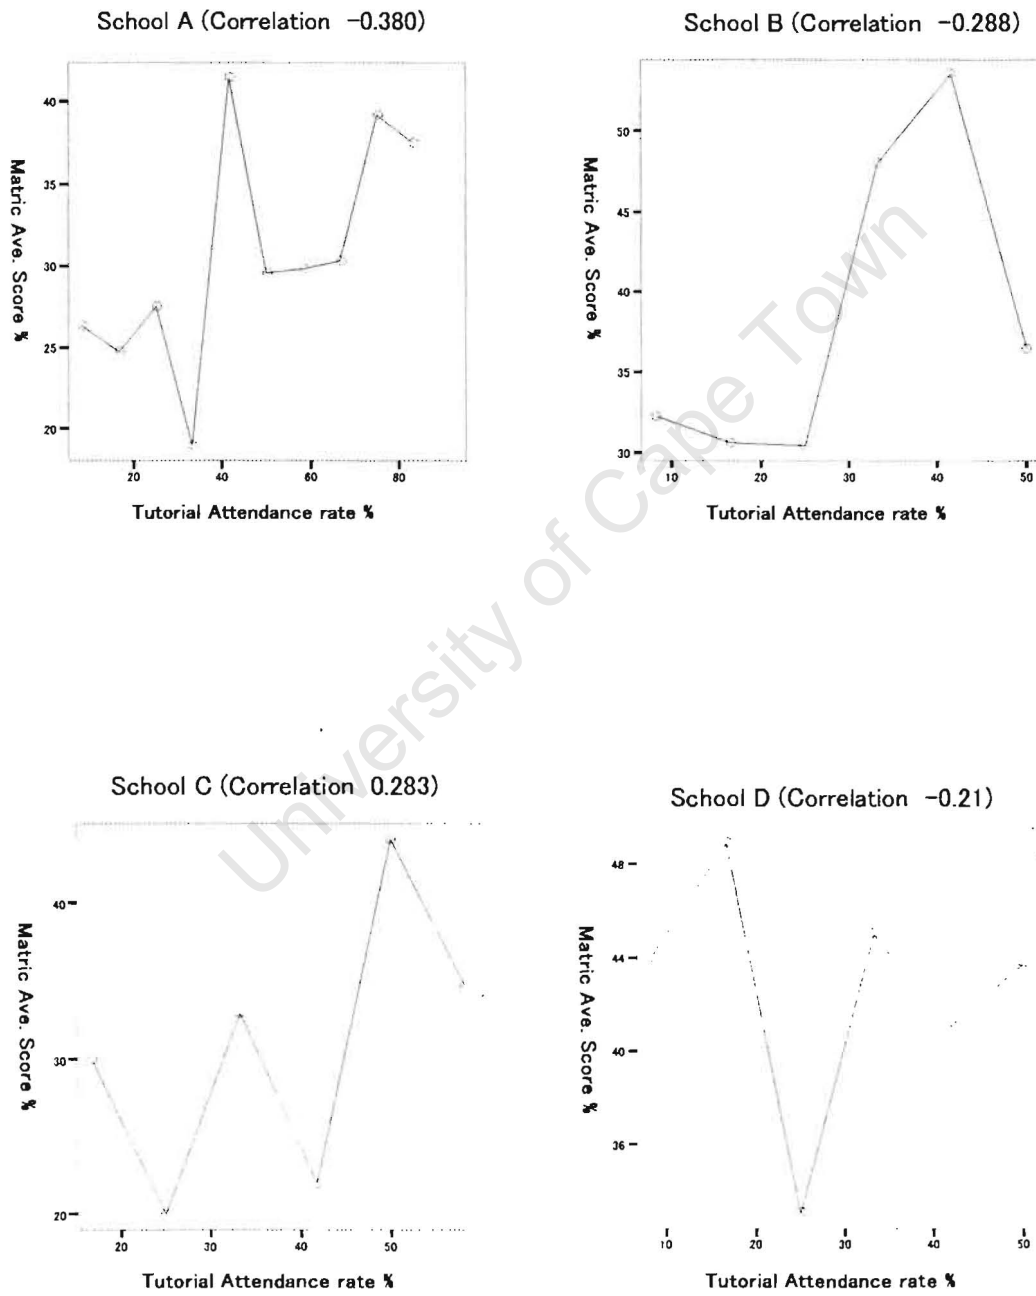 School A (Correlation -0.380)
40
35
30
25
20
Matric Ave. Score %
20 40 60 80
Tutorial Attendance rate %
School B (Correlation -0.288)
50
45
40
35
30
Matric Ave. Score %
10 20 30 40 50
Tutorial Attendance rate %
University of Cape Town
School C (Correlation 0.283)
40
30
20
Matric Ave. Score %
20 30 40 50
Tutorial Attendance rate %
School D (Correlation -0.21)
48
44
40
36
Matric Ave. Score %
10 20 30 40 50
Tutorial Attendance rate %